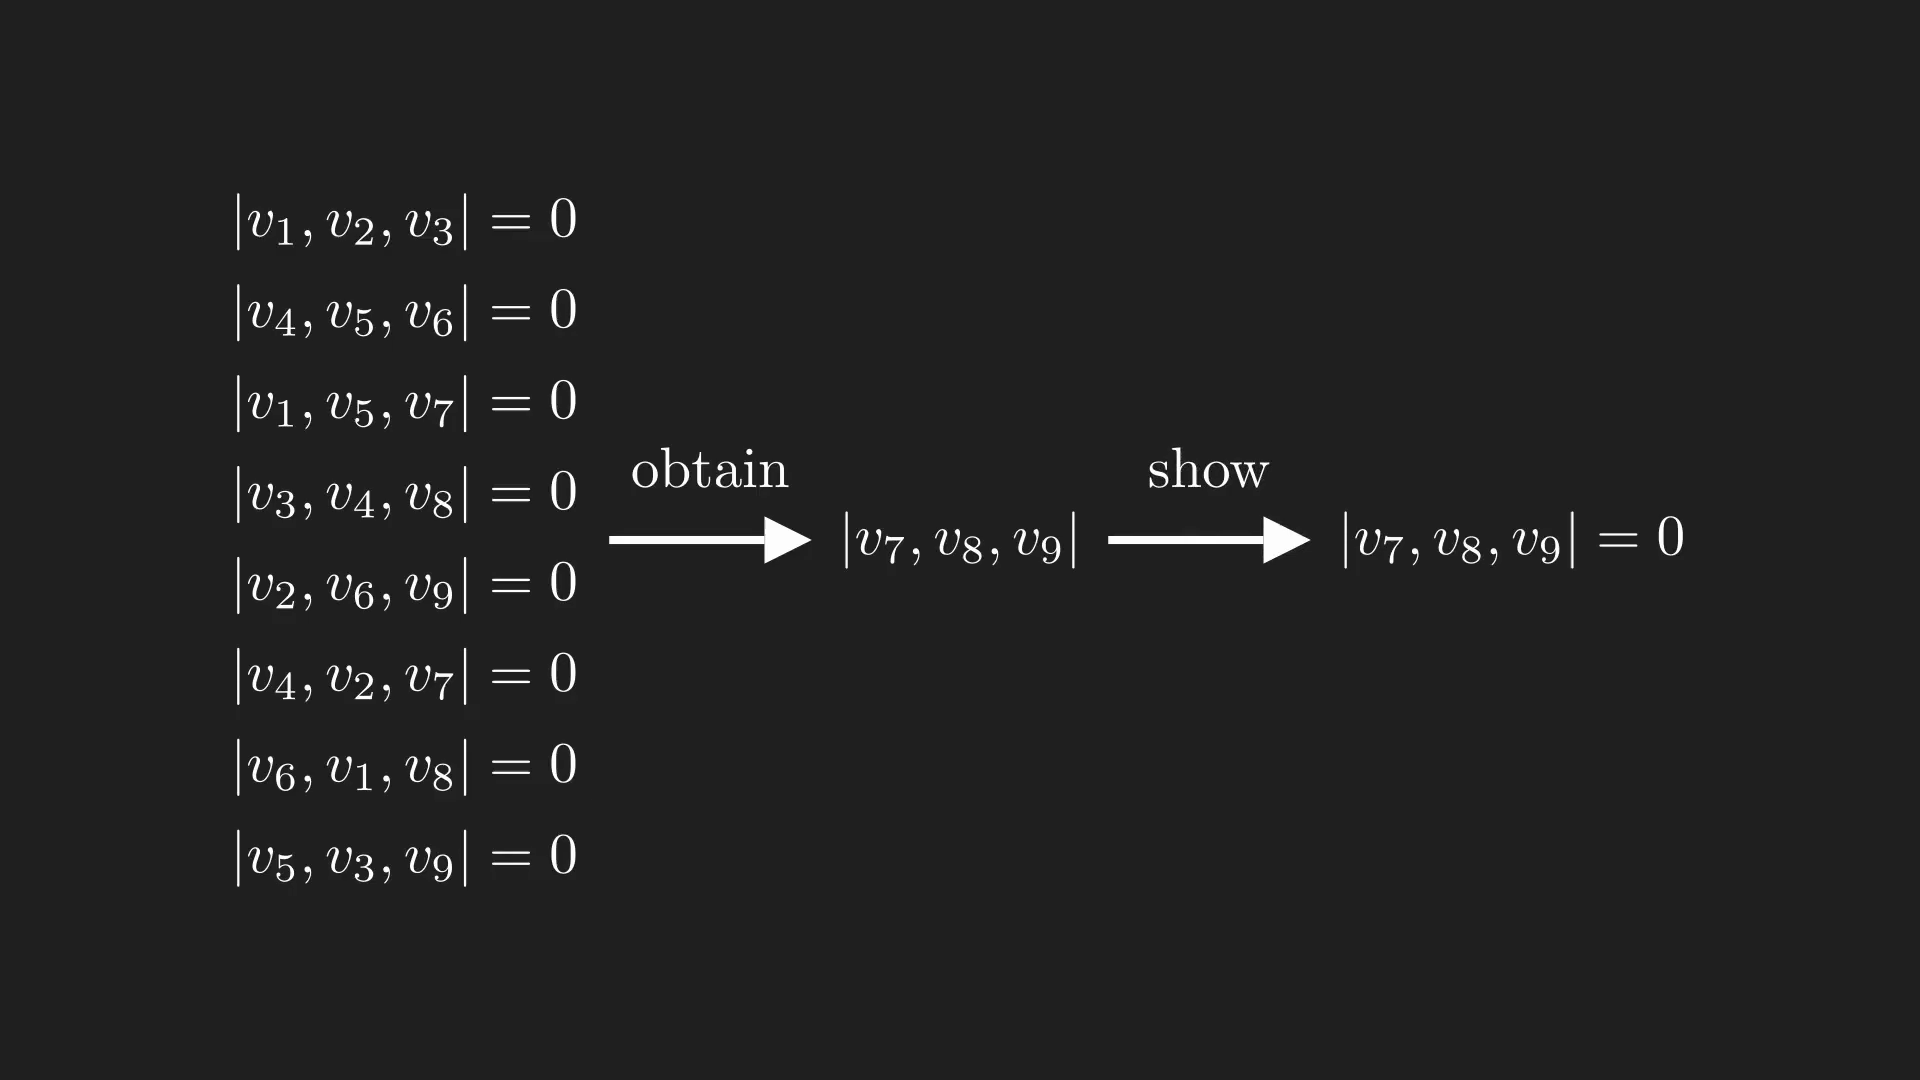 |v₁, v₂, v₃| = 0
|v₄, v₅, v₆| = 0
|v₁, v₅, v₇| = 0
|v₃, v₄, v₈| = 0
|v₂, v₆, v₉| = 0
|v₄, v₂, v₇| = 0
|v₆, v₁, v₈| = 0
|v₅, v₃, v₉| = 0
obtain
|v₇, v₈, v₉|
show
|v₇, v₈, v₉| = 0